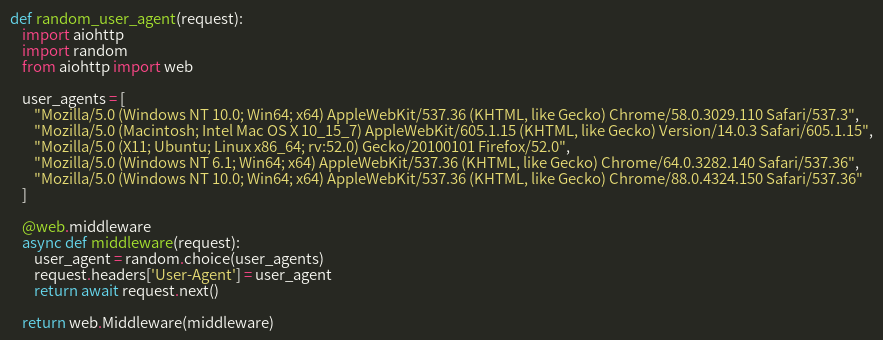 def random_user_agent(request):
    import aiohttp
    import random
    from aiohttp import web

    user_agents = [
        "Mozilla/5.0 (Windows NT 10.0; Win64; x64) AppleWebKit/537.36 (KHTML, like Gecko) Chrome/58.0.3029.110 Safari/537.3",
        "Mozilla/5.0 (Macintosh; Intel Mac OS X 10_15_7) AppleWebKit/605.1.15 (KHTML, like Gecko) Version/14.0.3 Safari/605.1.15",
        "Mozilla/5.0 (X11; Ubuntu; Linux x86_64; rv:52.0) Gecko/20100101 Firefox/52.0",
        "Mozilla/5.0 (Windows NT 6.1; Win64; x64) AppleWebKit/537.36 (KHTML, like Gecko) Chrome/64.0.3282.140 Safari/537.36",
        "Mozilla/5.0 (Windows NT 10.0; Win64; x64) AppleWebKit/537.36 (KHTML, like Gecko) Chrome/88.0.4324.150 Safari/537.36"
    ]

    @web.middleware
    async def middleware(request):
        user_agent = random.choice(user_agents)
        request.headers['User-Agent'] = user_agent
        return await request.next()

    return web.Middleware(middleware)